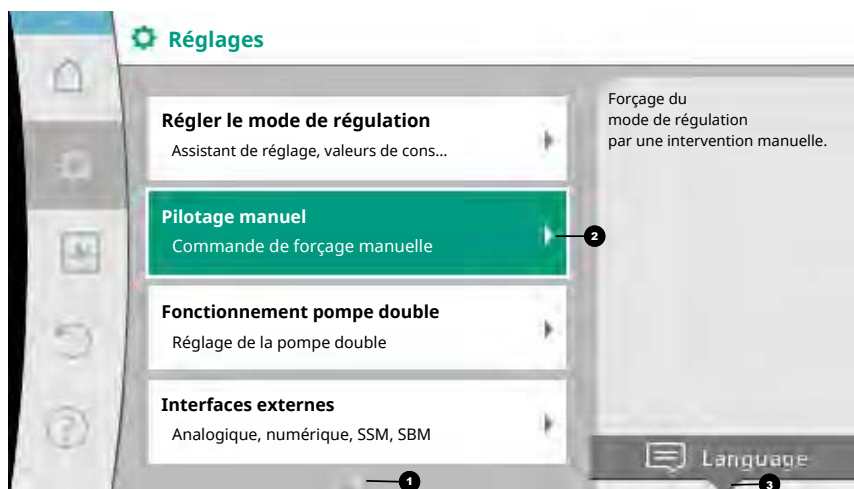 Réglages
Régler le mode de régulation
Assistant de réglage, valeurs de cons...
Pilotage manuel
Commande de forçage manuelle
2
Fonctionnement pompe double
Réglage de la pompe double
Interfaces externes
Analogique, numérique, SSM, SBM
1
Forçage du
mode de régulation
par une intervention manuelle.
Language
3